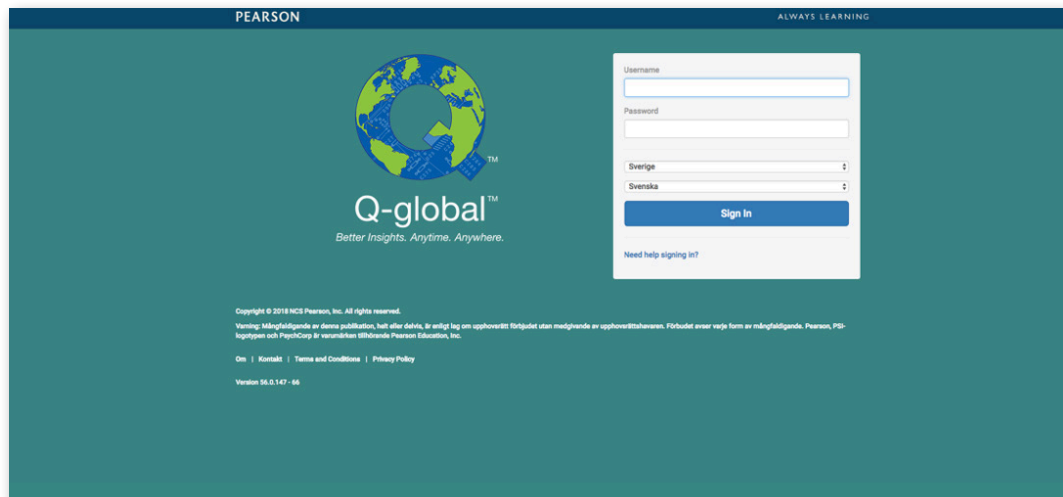 PEARSON
ALWAYS LEARNING
TM
Q-global™
Better Insights. Anytime. Anywhere.
Username
Password
Sverige
Svenska
Sign In
Need help signing in?
Copyright © 2018 NCS Pearson, Inc. All rights reserved.
Varning: Mångfaldigande av denna publikation, helt eller delvis, är enligt lag om upphovsrätt förbjudet utan medgivande av upphovsrättshavaren. Förbudet avser varje form av mångfaldigande. Pearson, PSI-
logotypen och PsychCorp är varumärken tillhörande Pearson Education, Inc.
Om | Kontakt | Terms and Conditions | Privacy Policy
Version 56.0.147 - 66